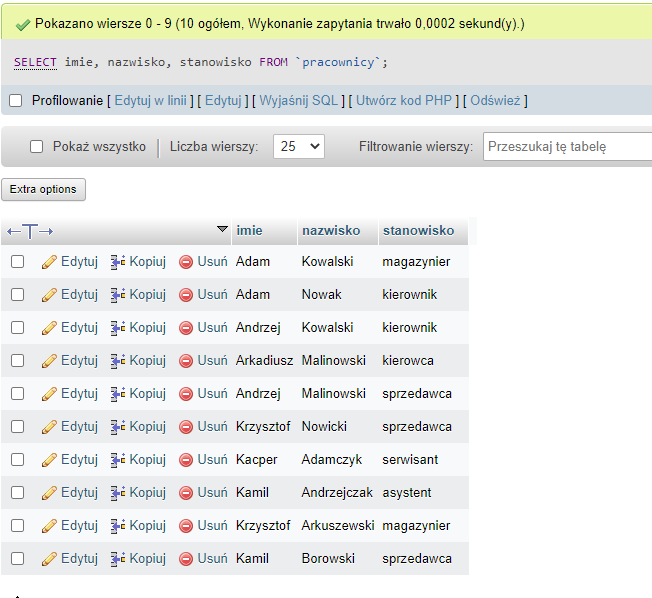 Pokazano wiersze 0 - 9 (10 ogółem, Wykonanie zapytania trwało 0,0002 sekund(y).)
SELECT imie, nazwisko, stanowisko FROM `pracownicy`;
Profilowanie [ Edytuj w linii ] [ Edytuj ] [ Wyjaśnij SQL ] [ Utwórz kod PHP ] [ Odśwież ]
Pokaż wszystko | Liczba wierszy: 25 Filtrowanie wierszy: Przeszukaj tę tabelę
Extra options
←T→ imie nazwisko stanowisko
Edytuj Kopiuj Usuń Adam Kowalski magazynier
Edytuj Kopiuj Usuń Adam Nowak kierownik
Edytuj Kopiuj Usuń Andrzej Kowalski kierownik
Edytuj Kopiuj Usuń Arkadiusz Malinowski kierowca
Edytuj Kopiuj Usuń Andrzej Malinowski sprzedawca
Edytuj Kopiuj Usuń Krzysztof Nowicki sprzedawca
Edytuj Kopiuj Usuń Kacper Adamczyk serwisant
Edytuj Kopiuj Usuń Kamil Andrzejczak asystent
Edytuj Kopiuj Usuń Krzysztof Arkuszewski magazynier
Edytuj Kopiuj Usuń Kamil Borowski sprzedawca